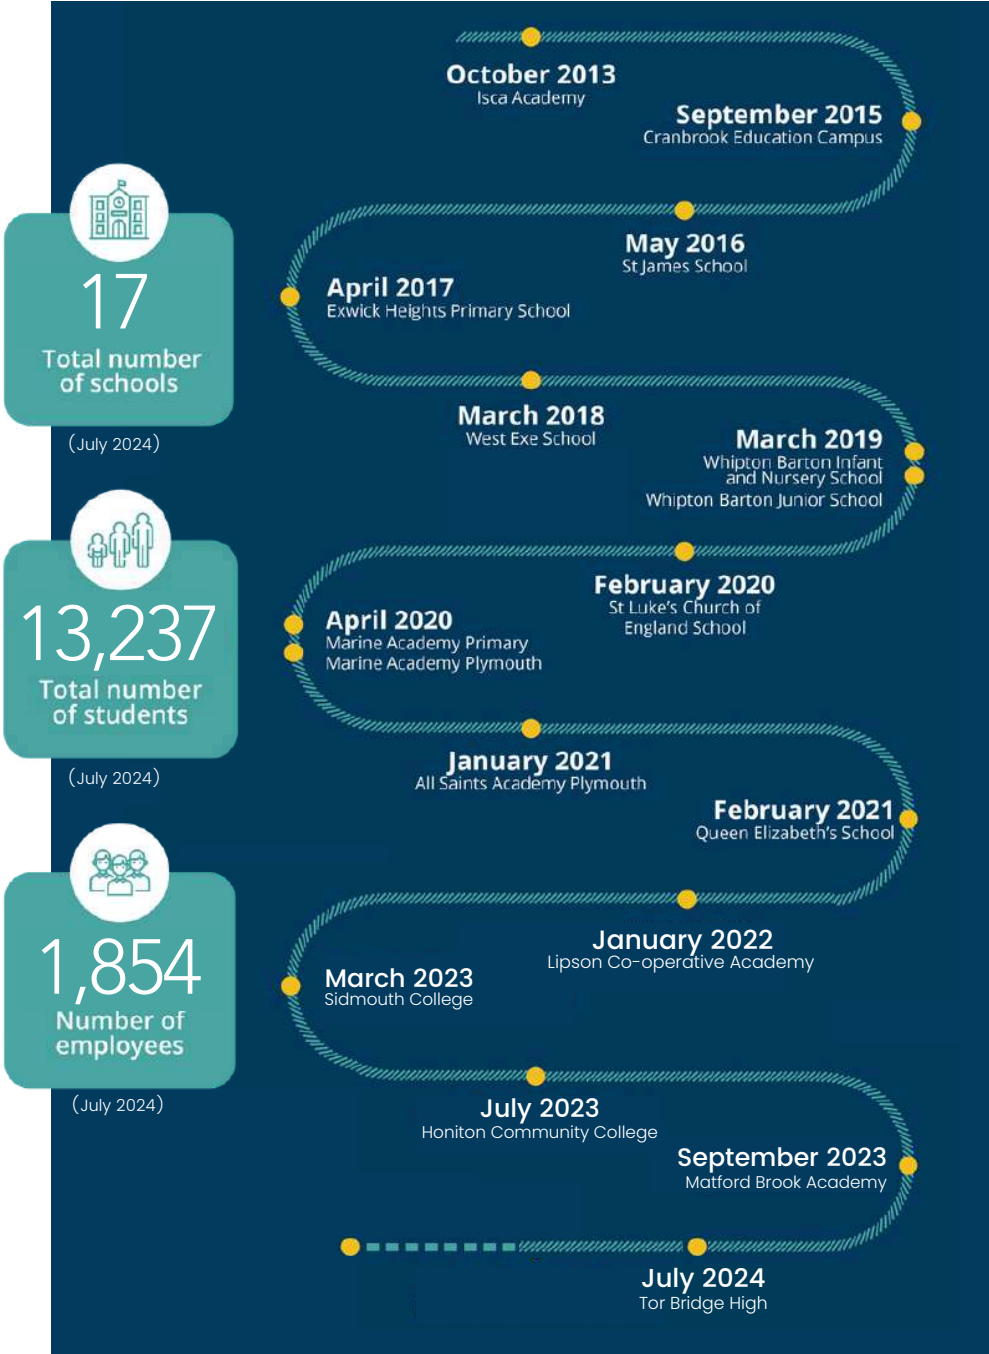 October 2013
Isca Academy
September 2015
Cranbrook Education Campus
May 2016
St James School
April 2017
Exwick Heights Primary School
March 2018
West Exe School
March 2019
Whipton Barton Infant
and Nursery School
Whipton Barton Junior School
February 2020
St Luke's Church of
England School
April 2020
Marine Academy Primary
Marine Academy Plymouth
January 2021
All Saints Academy Plymouth
February 2021
Queen Elizabeth's School
January 2022
Lipson Co-operative Academy
March 2023
Sidmouth College
July 2023
Honiton Community College
September 2023
Matford Brook Academy
July 2024
Tor Bridge High
17
Total number
of schools
(July 2024)
13,237
Total number
of students
(July 2024)
1,854
Number of
employees
(July 2024)